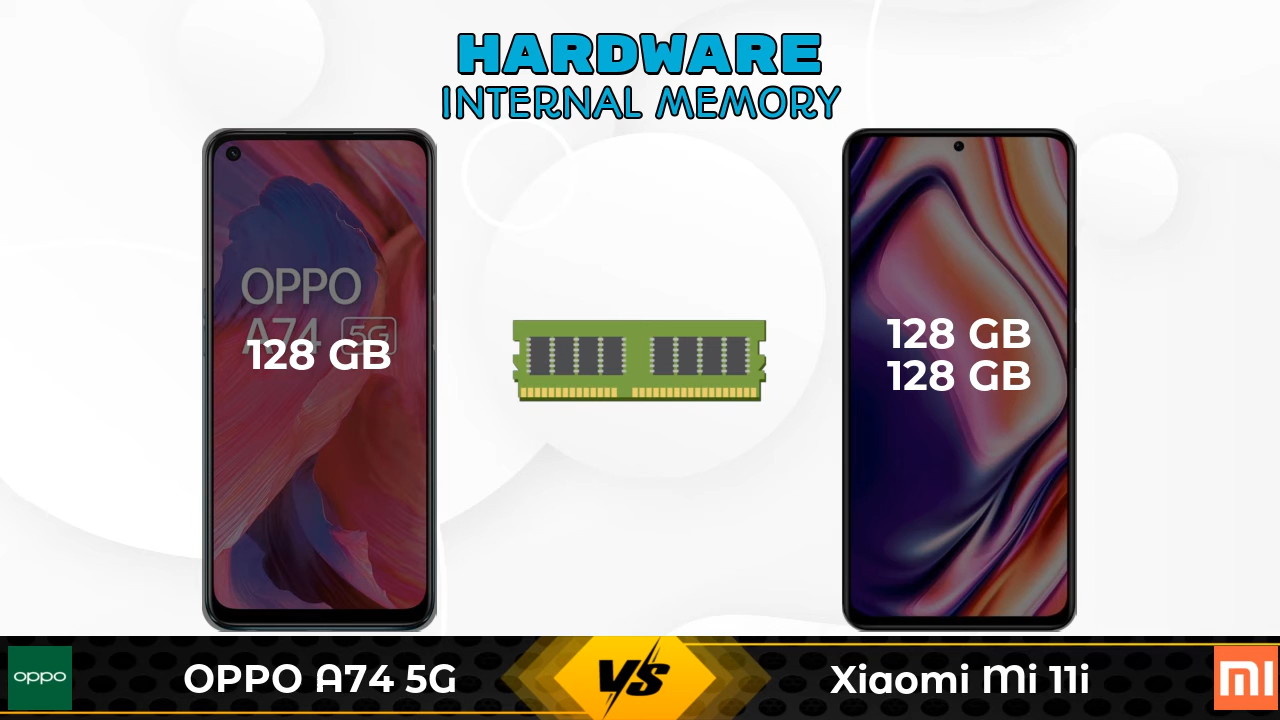 HARDWARE
INTERNAL MEMORY
OPPO
A74 5G
128 GB
128 GB
128 GB
oppo
OPPO A74 5G
VS
Xiaomi Mi 11i
mi